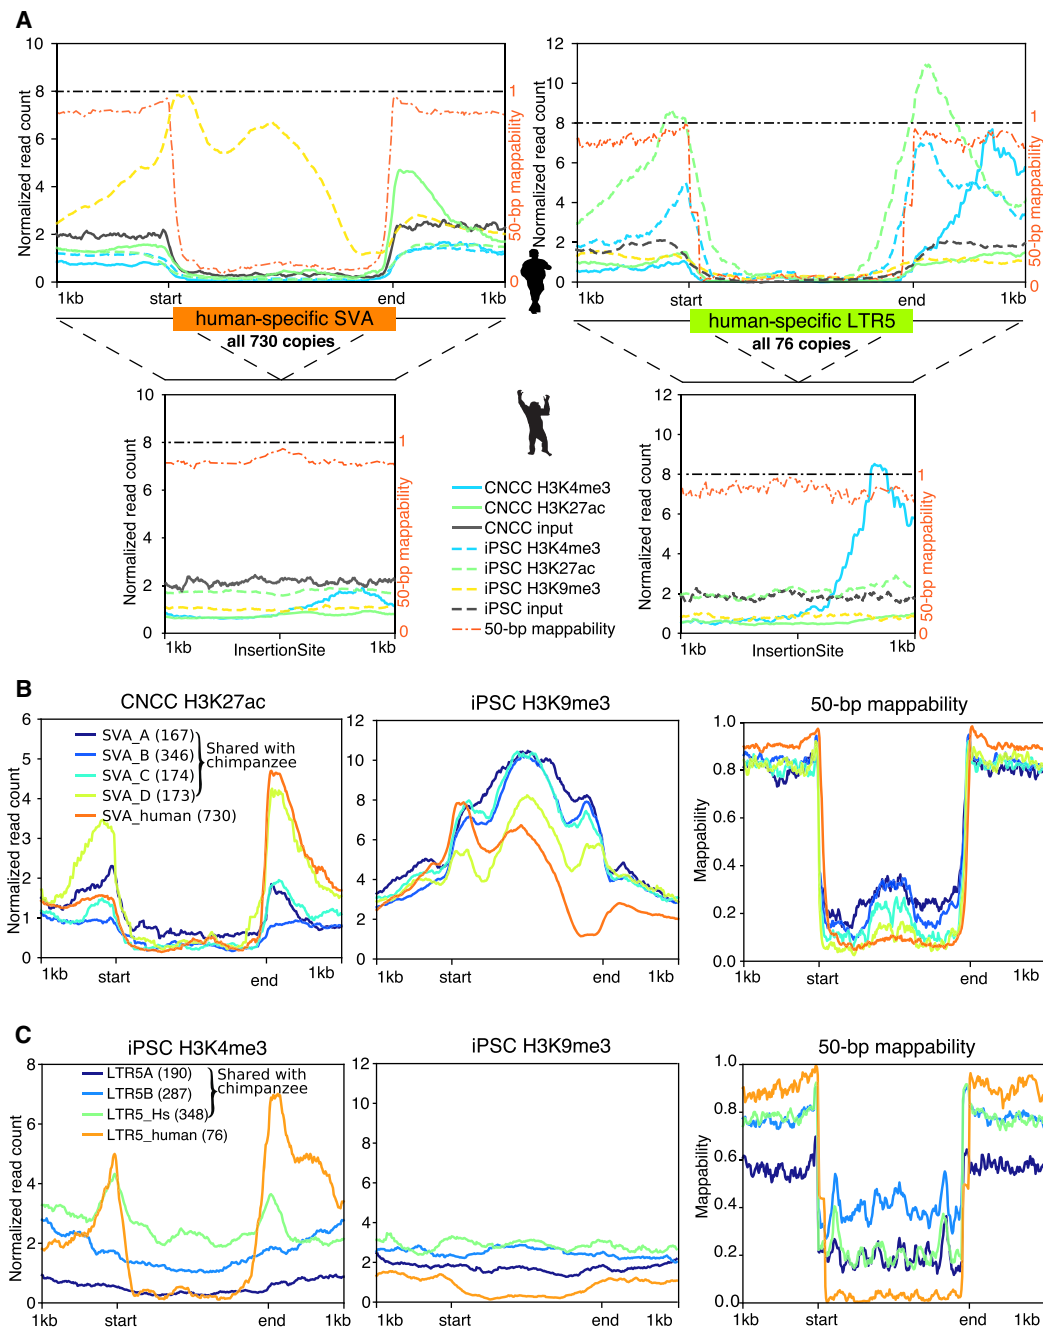 A
10
8
6
4
2
0
Normalized read count
1
50-bp mappability
0
1kb
start
end
1kb
human-specific SVA
all 730 copies
12
10
8
6
4
2
0
Normalized read count
1
50-bp mappability
0
1kb
start
end
1kb
human-specific LTR5
all 76 copies
10
8
6
4
2
0
Normalized read count
1
50-bp mappability
0
1kb
InsertionSite
1kb
CNCC H3K4me3
CNCC H3K27ac
CNCC input
iPSC H3K4me3
iPSC H3K27ac
iPSC H3K9me3
iPSC input
50-bp mappability
12
10
8
6
4
2
0
Normalized read count
1
50-bp mappability
0
1kb
InsertionSite
1kb
B
CNCC H3K27ac
6
5
4
3
2
1
0
Normalized read count
SVA_A (167)
SVA_B (346)
SVA_C (174)
SVA_D (173)
SVA_human (730)
Shared with
chimpanzee
1kb
start
end
1kb
iPSC H3K9me3
12
10
8
6
4
2
0
1kb
start
end
1kb
50-bp mappability
1.0
0.8
0.6
0.4
0.2
0.0
Mappability
1kb
start
end
1kb
C
iPSC H3K4me3
8
6
4
2
0
Normalized read count
LTR5A (190)
LTR5B (287)
LTR5_Hs (348)
LTR5_human (76)
Shared with
chimpanzee
1kb
start
end
1kb
iPSC H3K9me3
12
10
8
6
4
2
0
1kb
start
end
1kb
50-bp mappability
1.0
0.8
0.6
0.4
0.2
0.0
Mappability
1kb
start
end
1kb